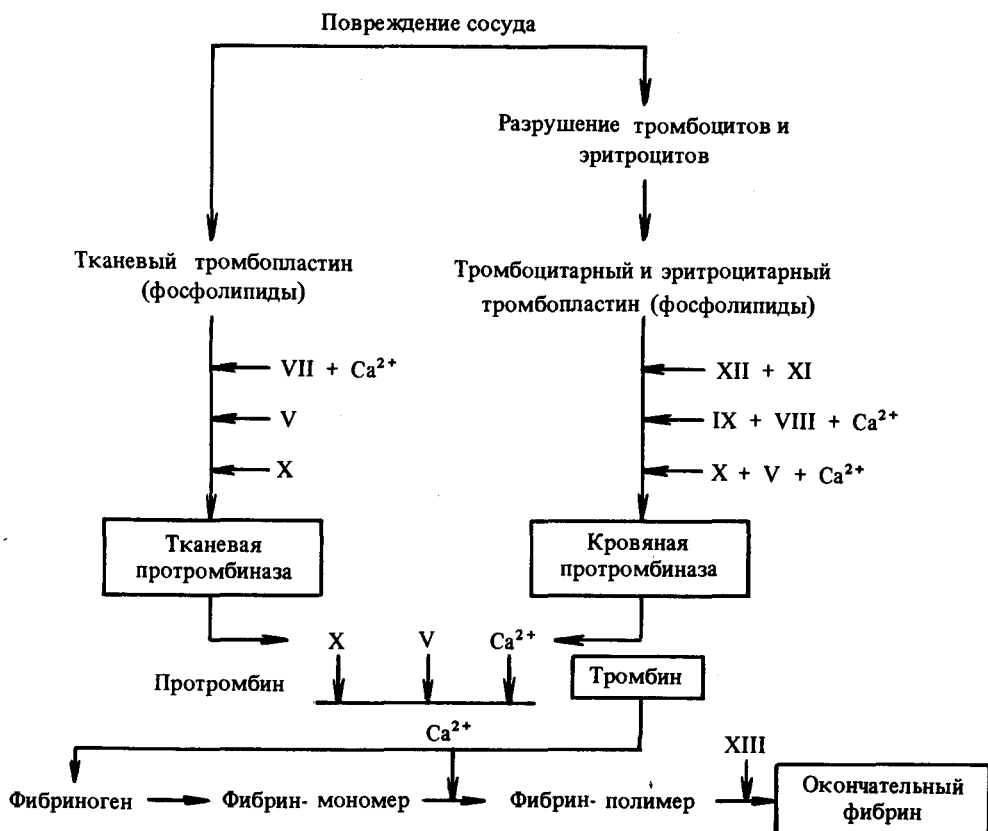 Повреждение сосуда
Разрушение тромбоцитов и
эритроцитов
Тканевый тромбопластин
(фосфолипиды)
Тромбоцитарный и эритроцитарный
тромбопластин (фосфолипиды)
VII + Ca²⁺
V
X
XII + XI
IX + VIII + Ca²⁺
X + V + Ca²⁺
Тканевая
протромбиназа
Кровяная
протромбиназа
X V Ca²⁺
Протромбин
Тромбин
Ca²⁺
XIII
Фибриноген
Фибрин- мономер
Фибрин- полимер
Окончательный
фибрин